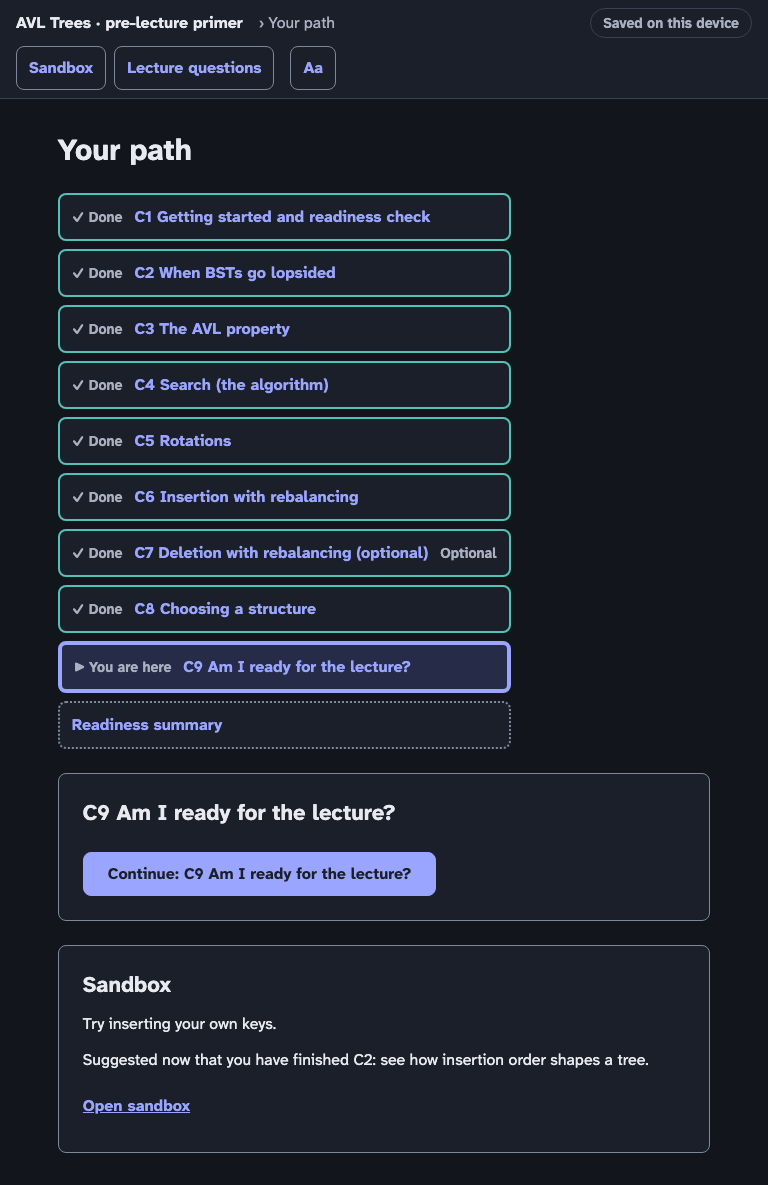 AVL Trees · pre-lecture primer › Your path
Saved on this device
Sandbox
Lecture questions
Aa
Your path
✓ Done C1 Getting started and readiness check
✓ Done C2 When BSTs go lopsided
✓ Done C3 The AVL property
✓ Done C4 Search (the algorithm)
✓ Done C5 Rotations
✓ Done C6 Insertion with rebalancing
✓ Done C7 Deletion with rebalancing (optional) Optional
✓ Done C8 Choosing a structure
▶ You are here C9 Am I ready for the lecture?
Readiness summary
C9 Am I ready for the lecture?
Continue: C9 Am I ready for the lecture?
Sandbox
Try inserting your own keys.
Suggested now that you have finished C2: see how insertion order shapes a tree.
Open sandbox